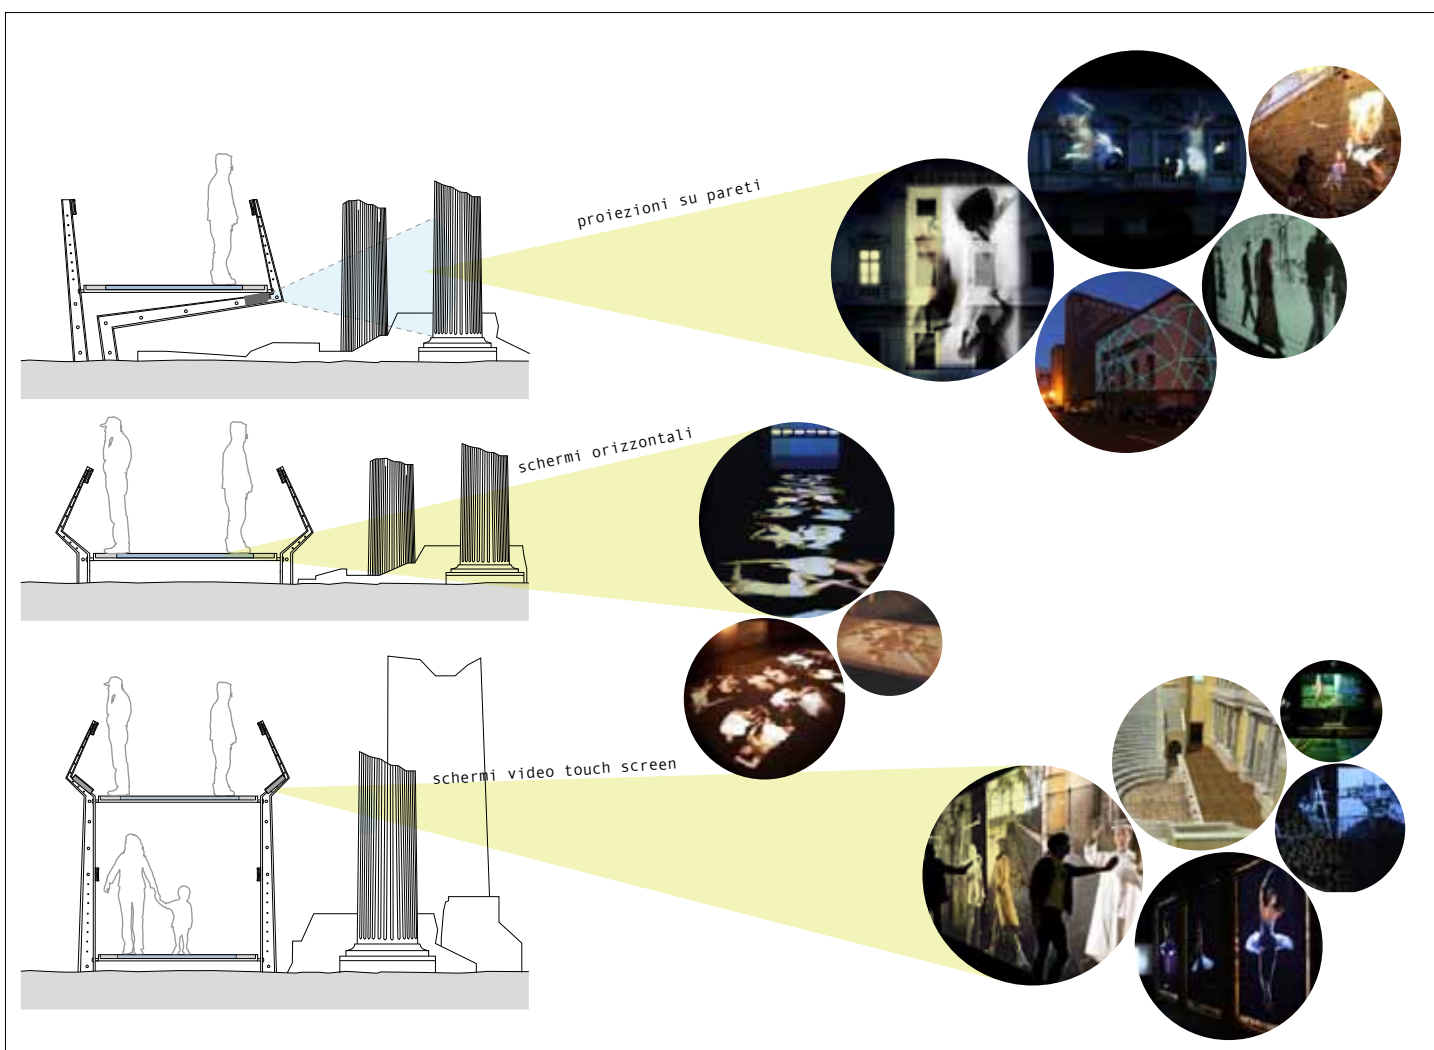 proiezioni su pareti
schermi orizzontali
schermi video touch screen